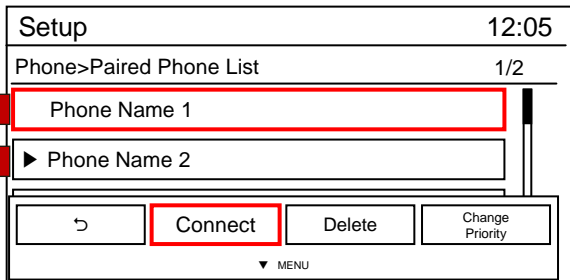 Setup 12:05
Phone>Paired Phone List 1/2
Phone Name 1
▶ Phone Name 2
Connect Delete Change
Priority
▼ MENU